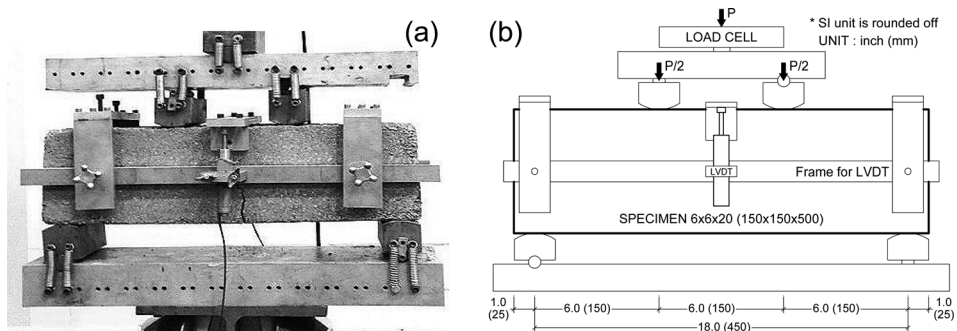 (a)
(b)
P
* SI unit is rounded off
UNIT : inch (mm)
LOAD CELL
P/2
P/2
LVDT
Frame for LVDT
SPECIMEN 6x6x20 (150x150x500)
1.0
(25)
6.0 (150)
6.0 (150)
6.0 (150)
1.0
(25)
18.0 (450)